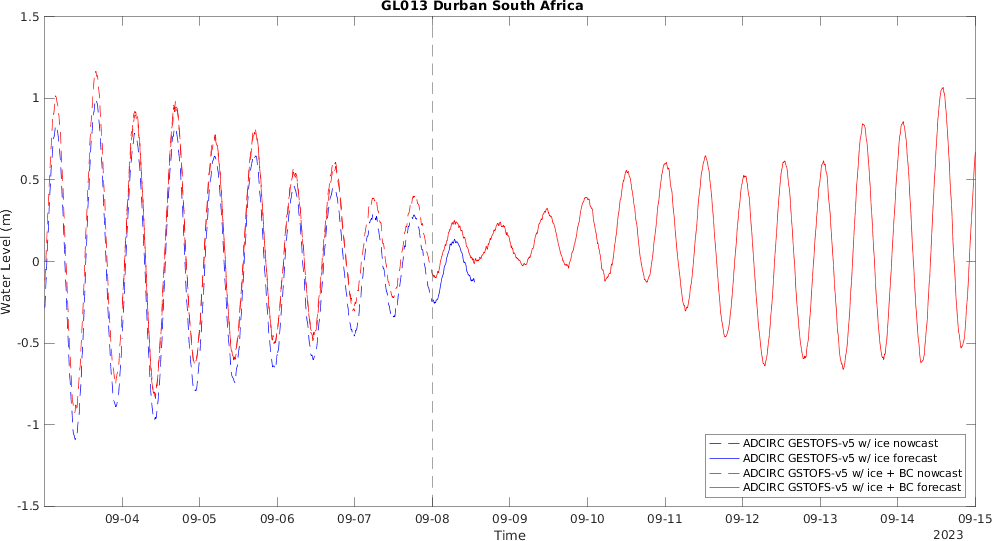 GL013 Durban South Africa
Water Level (m)
1.5
1
0.5
0
-0.5
-1
-1.5
09-04 09-05 09-06 09-07 09-08 09-09 09-10 09-11 09-12 09-13 09-14 09-15
Time
2023
ADCIRC GESTOFS-v5 w/ ice nowcast
ADCIRC GESTOFS-v5 w/ ice forecast
ADCIRC GSTOFS-v5 w/ ice + BC nowcast
ADCIRC GSTOFS-v5 w/ ice + BC forecast